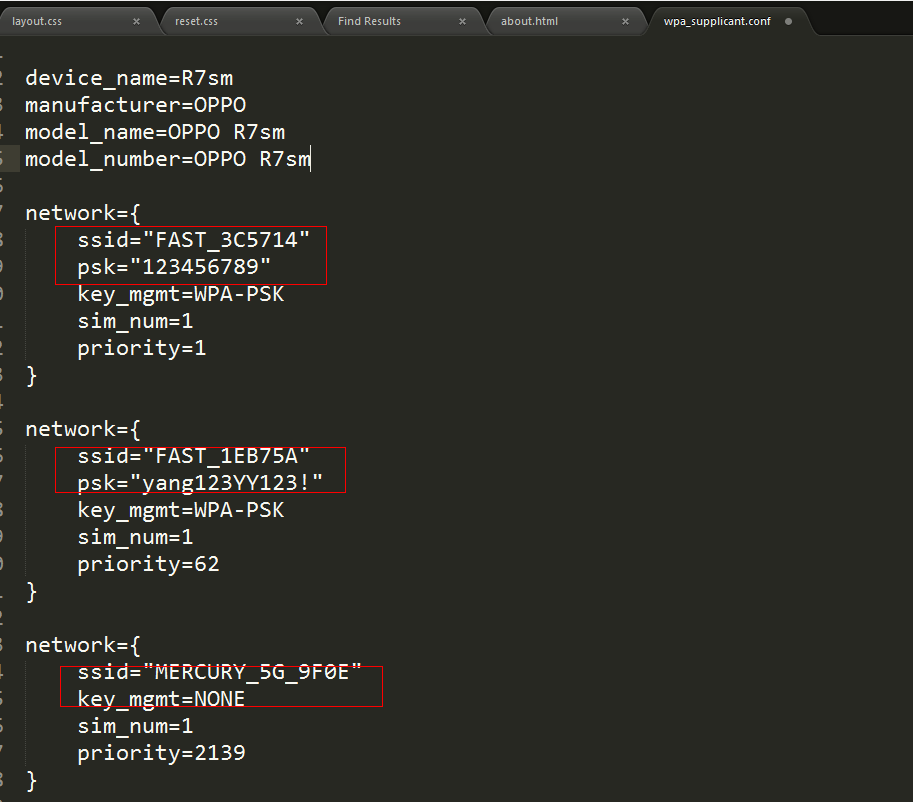 layout.css × reset.css × Find Results × about.html × wpa_supplicant.conf
device_name=R7sm
manufacturer=OPPO
model_name=OPPO R7sm
model_number=OPPO R7sm
network={
ssid="FAST_3C5714"
psk="123456789"
key_mgmt=WPA-PSK
sim_num=1
priority=1
}
network={
ssid="FAST_1EB75A"
psk="yang123YY123!"
key_mgmt=WPA-PSK
sim_num=1
priority=62
}
network={
ssid="MERCURY_5G_9F0E"
key_mgmt=NONE
sim_num=1
priority=2139
}